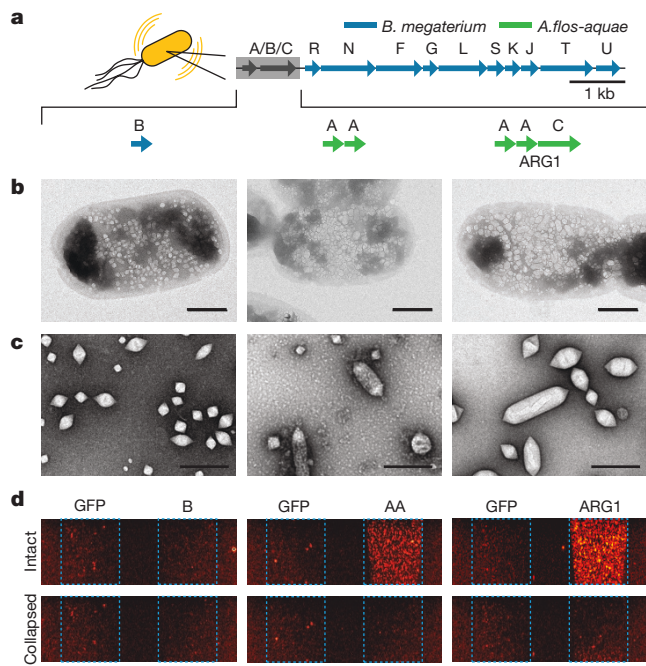 a
B. megaterium A.flos-aquae
A/B/C R N F G L S K J T U
1 kb
B A A A A C
ARG1
b
c
d
GFP B GFP AA GFP ARG1
Intact
Collapsed